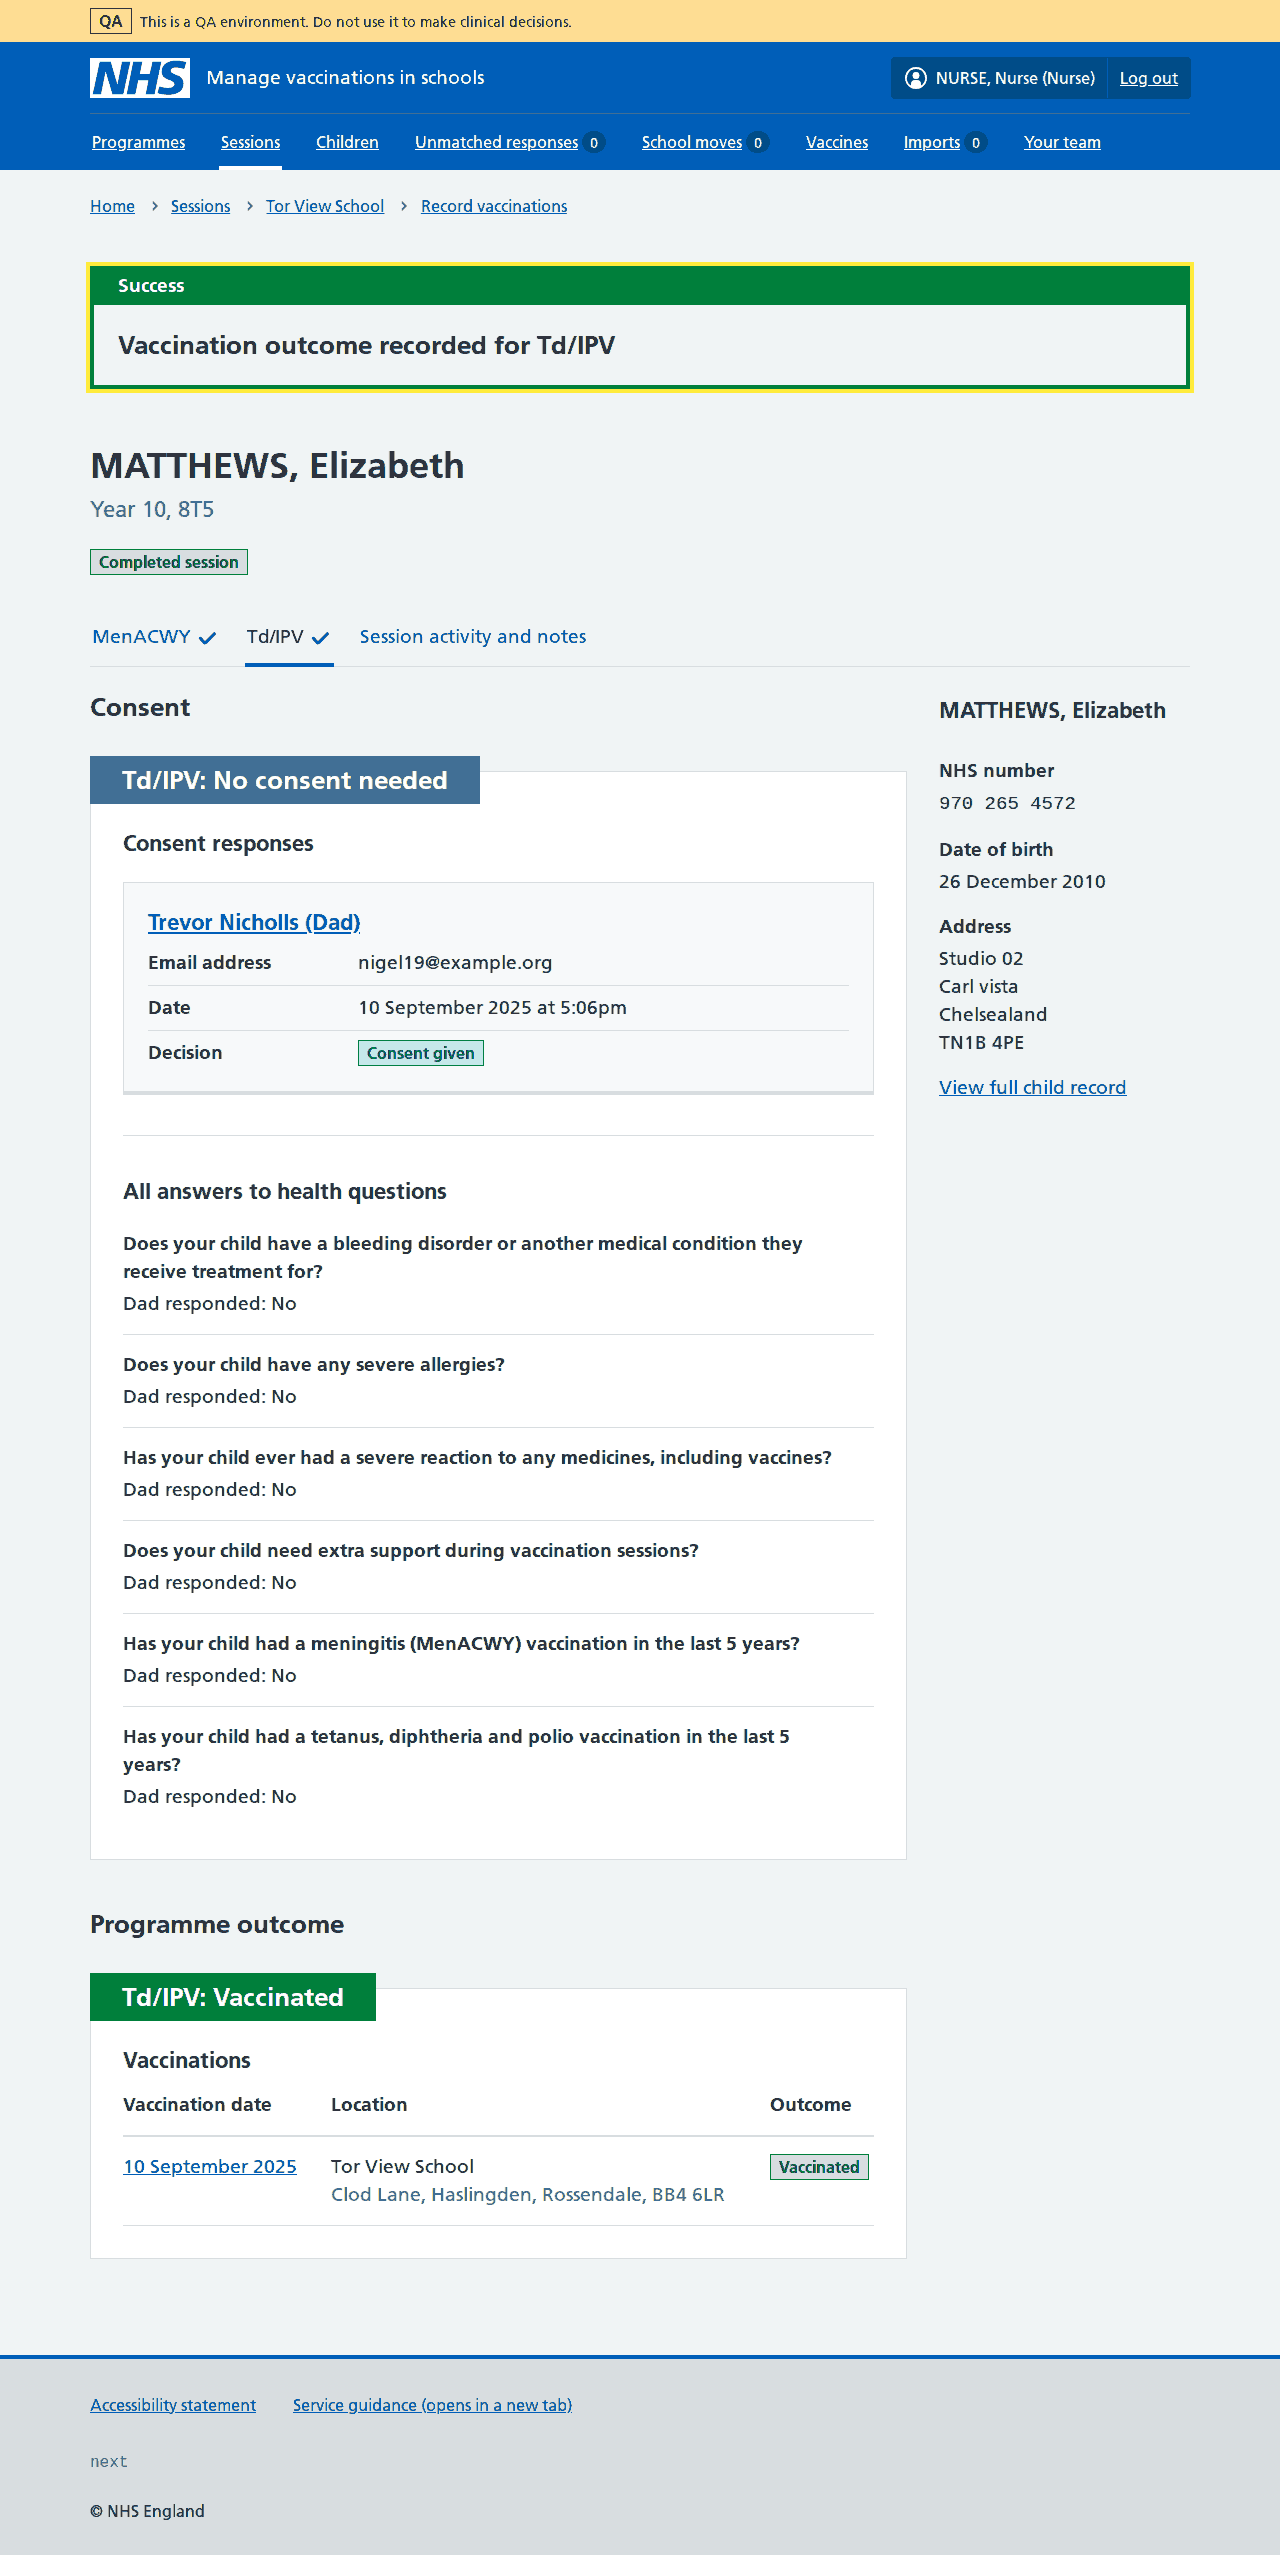 QA This is a QA environment. Do not use it to make clinical decisions.
NHS Manage vaccinations in schools
NURSE, Nurse (Nurse) Log out
Programmes Sessions Children Unmatched responses 0 School moves 0 Vaccines Imports 0 Your team
Home Sessions Tor View School Record vaccinations
Success
Vaccination outcome recorded for Td/IPV
MATTHEWS, Elizabeth
Year 10, 8T5
Completed session
MenACWY Td/IPV Session activity and notes
Consent
Td/IPV: No consent needed
Consent responses
Trevor Nicholls (Dad)
Email address nigel19@example.org
Date 10 September 2025 at 5:06pm
Decision Consent given
All answers to health questions
Does your child have a bleeding disorder or another medical condition they
receive treatment for?
Dad responded: No
Does your child have any severe allergies?
Dad responded: No
Has your child ever had a severe reaction to any medicines, including vaccines?
Dad responded: No
Does your child need extra support during vaccination sessions?
Dad responded: No
Has your child had a meningitis (MenACWY) vaccination in the last 5 years?
Dad responded: No
Has your child had a tetanus, diphtheria and polio vaccination in the last 5
years?
Dad responded: No
MATTHEWS, Elizabeth
NHS number
970 265 4572
Date of birth
26 December 2010
Address
Studio 02
Carl vista
Chelsealand
TN1B 4PE
View full child record
Programme outcome
Td/IPV: Vaccinated
Vaccinations
Vaccination date Location Outcome
10 September 2025 Tor View School Vaccinated
Clod Lane, Haslingden, Rossendale, BB4 6LR
Accessibility statement Service guidance (opens in a new tab)
next
© NHS England